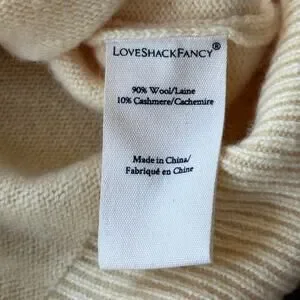 LOVESHACKFANCY®
90% Wool/Laine
10% Cashmere/Cachemire
Made in China/
Fabriqué en Chine